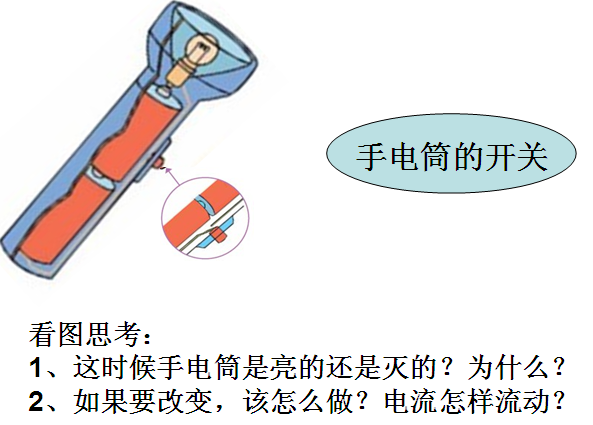 手电筒的开关
看图思考：
1、这时候手电筒是亮的还是灭的？为什么？
2、如果要改变，该怎么做？电流怎样流动？